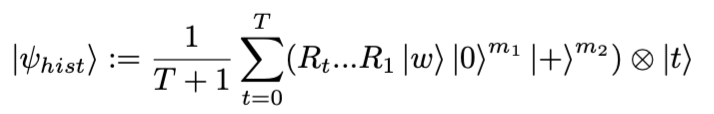 |ψ_{hist}⟩ := \frac{1}{T+1} \sum_{t=0}^{T} (R_t...R_1 |w⟩ |0⟩^{m_1} |+⟩^{m_2}) ⊗ |t⟩